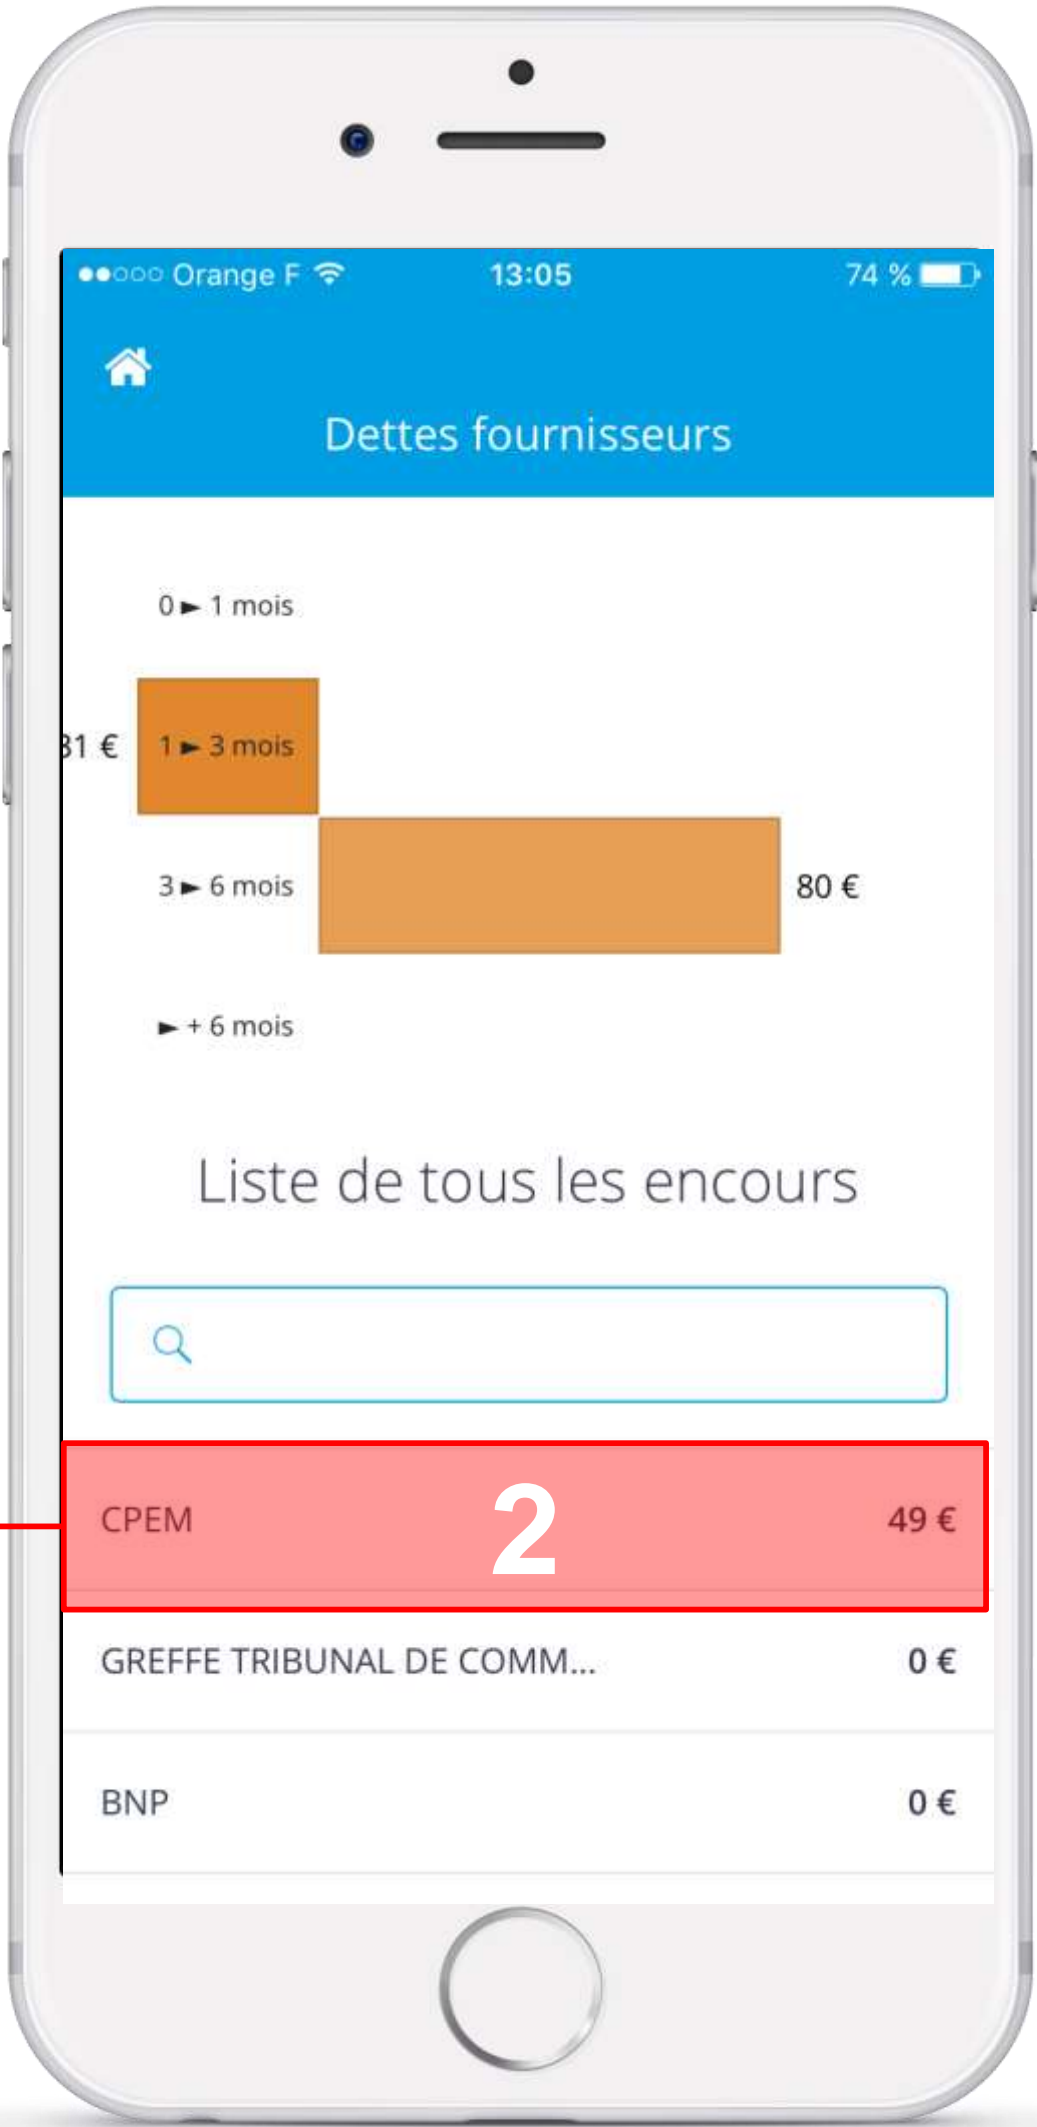 Orange F 13:05 74 %
Dettes fournisseurs
0 ► 1 mois
31 € 1 ► 3 mois
3 ► 6 mois 80 €
► + 6 mois
Liste de tous les encours
CPEM 2 49 €
GREFFE TRIBUNAL DE COMM... 0 €
BNP 0 €